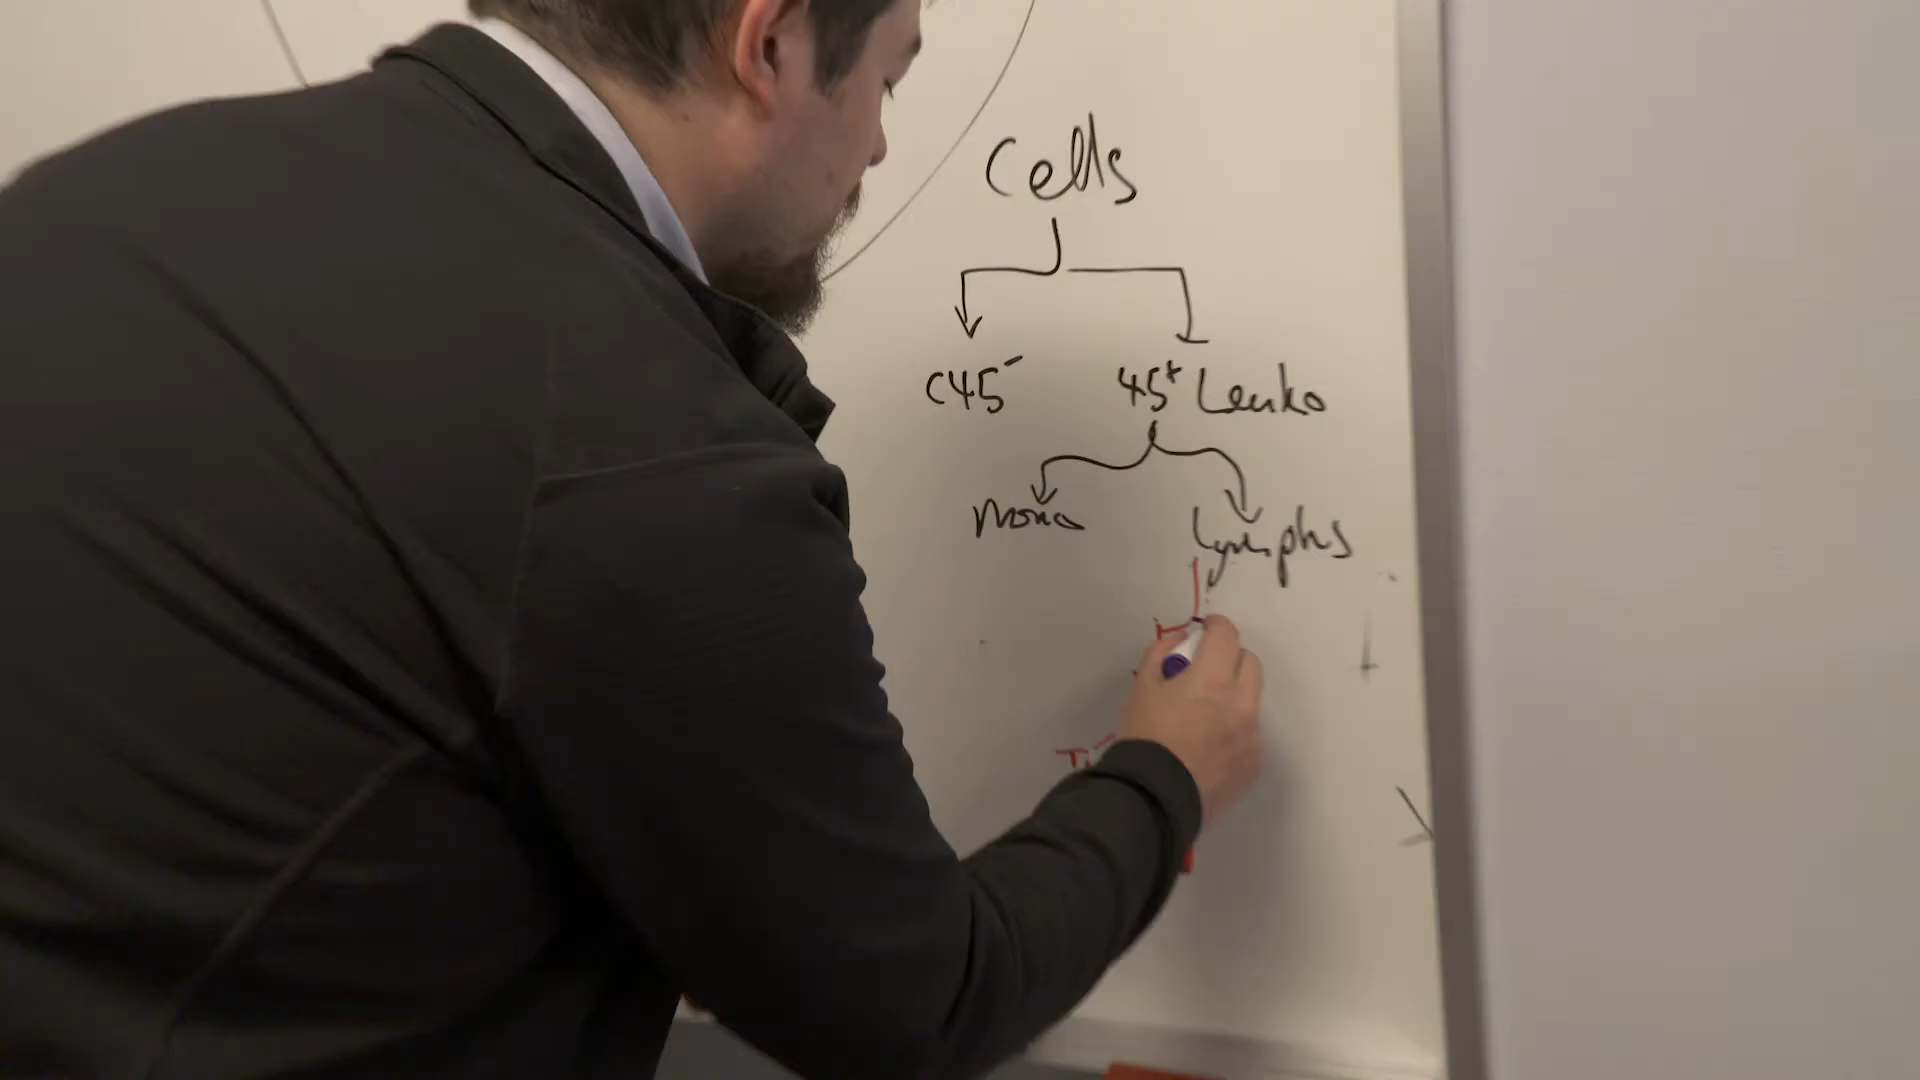 Cells
C45⁻ 45⁺ Leuko
Mono
Lymphs
T